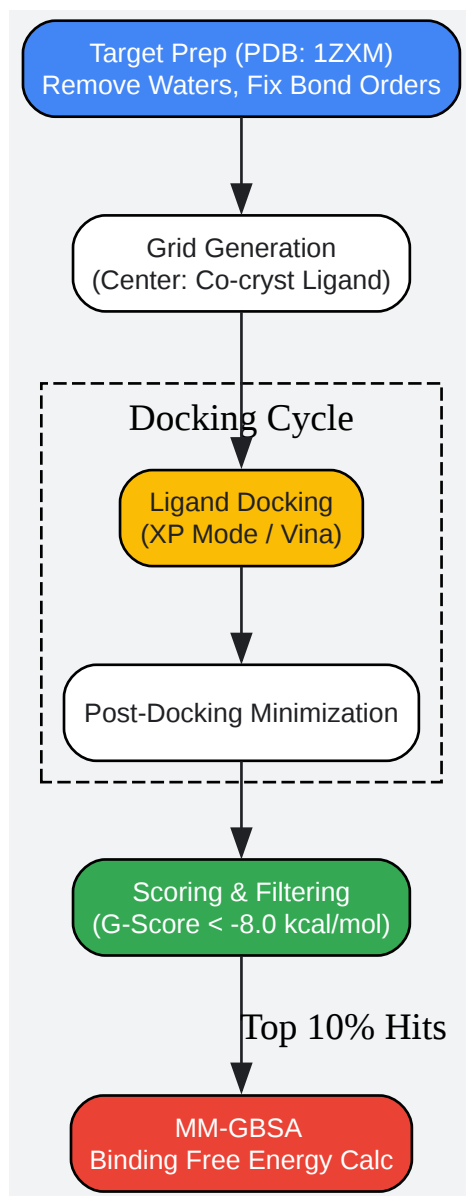 Target Prep (PDB: 1ZXM)
Remove Waters, Fix Bond Orders
Grid Generation
(Center: Co-cryst Ligand)
Docking Cycle
Ligand Docking
(XP Mode / Vina)
Post-Docking Minimization
Scoring & Filtering
(G-Score < -8.0 kcal/mol)
Top 10% Hits
MM-GBSA
Binding Free Energy Calc